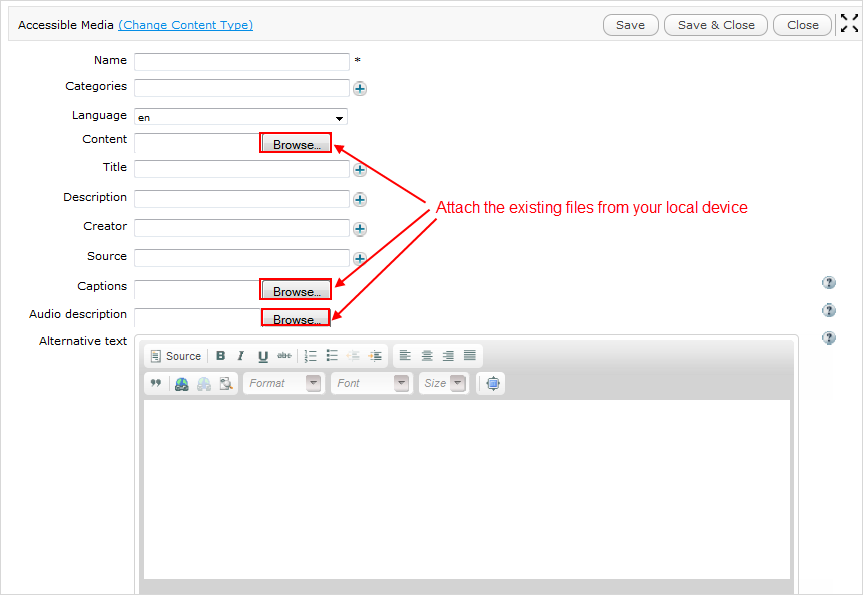 Accessible Media (Change Content Type) Save Save & Close Close
Name *
Categories
Language en
Content Browse...
Title
Description
Attach the existing files from your local device
Creator
Source
Captions Browse... ?
Audio description Browse... ?
Alternative text ?
Source B I U abc
Format Font Size